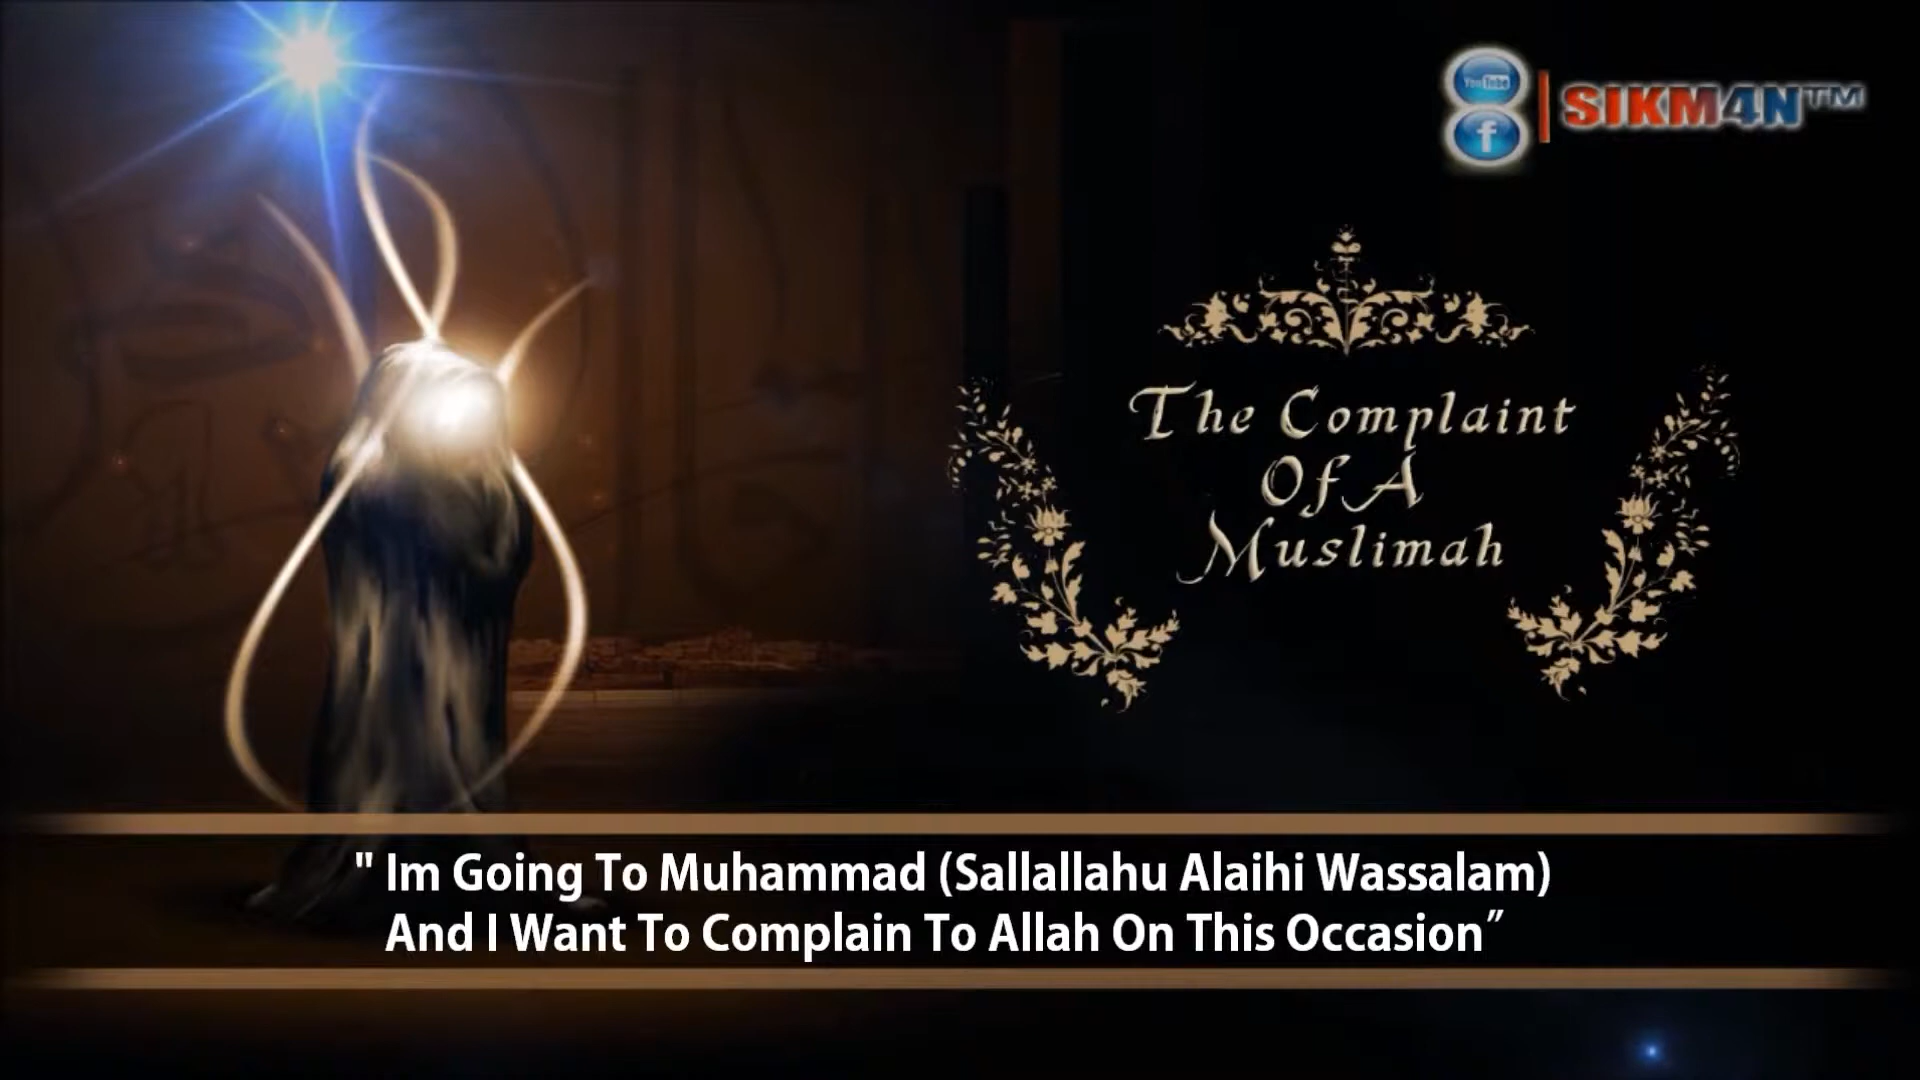 YouTube
f
SIKM4N™
The Complaint
Of A
Muslimah
" Im Going To Muhammad (Sallallahu Alaihi Wassalam)
And I Want To Complain To Allah On This Occasion”